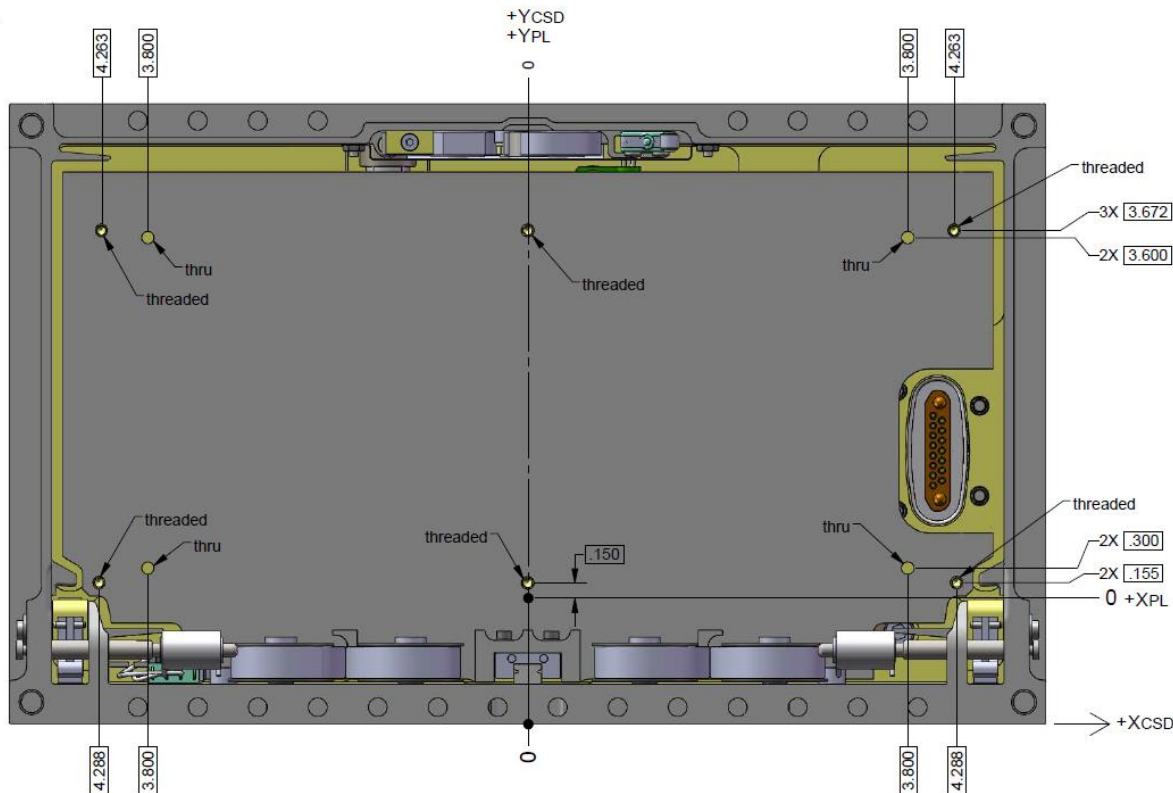 +YCSD
+YPL
4.263
3.800
0
3.800
4.263
threaded
3X 3.672
2X 3.600
thru
threaded
threaded
thru
threaded
thru
threaded
.150
thru
threaded
2X .300
2X .155
0 +XPL
+XCSD
4.288
3.800
0
3.800
4.288